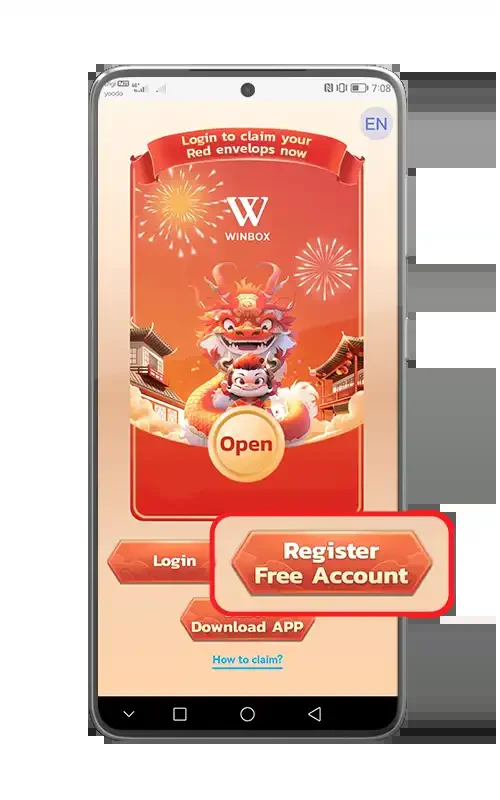 yoodo
7:08
EN
Login to claim your
Red envelops now
W
WINBOX
Open
Login
Register
Free Account
Download APP
How to claim?